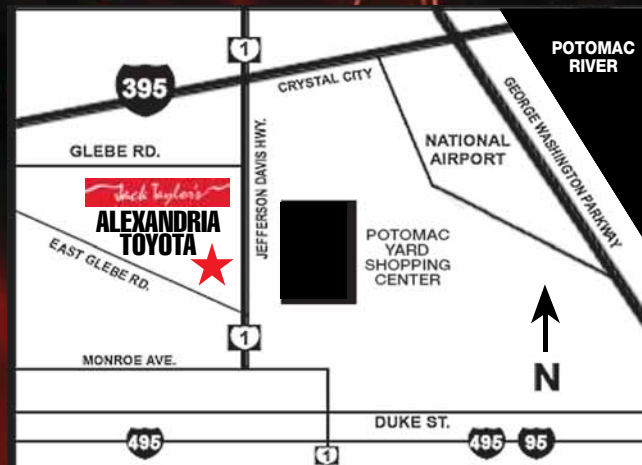 1
POTOMAC
RIVER
395
CRYSTAL CITY
GEORGE WASHINGTON PARKWAY
GLEBE RD.
NATIONAL
AIRPORT
JEFFERSON DAVIS HWY.
Jack Taylor's
ALEXANDRIA
TOYOTA
EAST GLEBE RD.
POTOMAC
YARD
SHOPPING
CENTER
1
MONROE AVE.
N
DUKE ST.
495
1
495
95